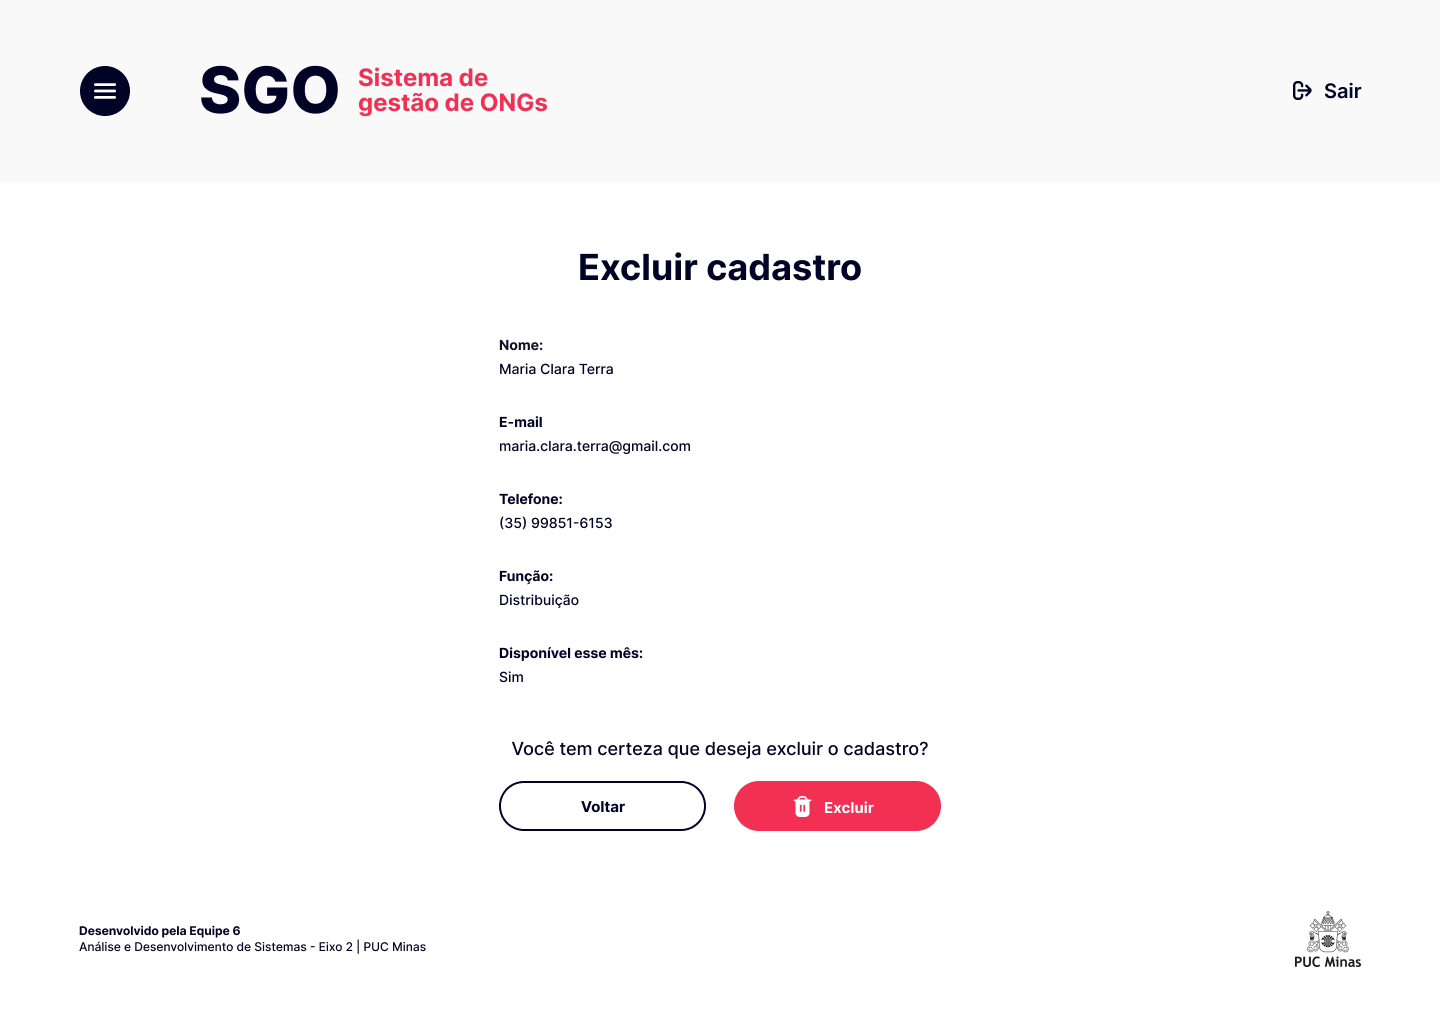 SGO
Sistema de
gestão de ONGs
Sair
Excluir cadastro
Nome:
Maria Clara Terra
E-mail
maria.clara.terra@gmail.com
Telefone:
(35) 99851-6153
Função:
Distribuição
Disponível esse mês:
Sim
Você tem certeza que deseja excluir o cadastro?
Voltar
Excluir
Desenvolvido pela Equipe 6
Análise e Desenvolvimento de Sistemas - Eixo 2 | PUC Minas
PUC Minas